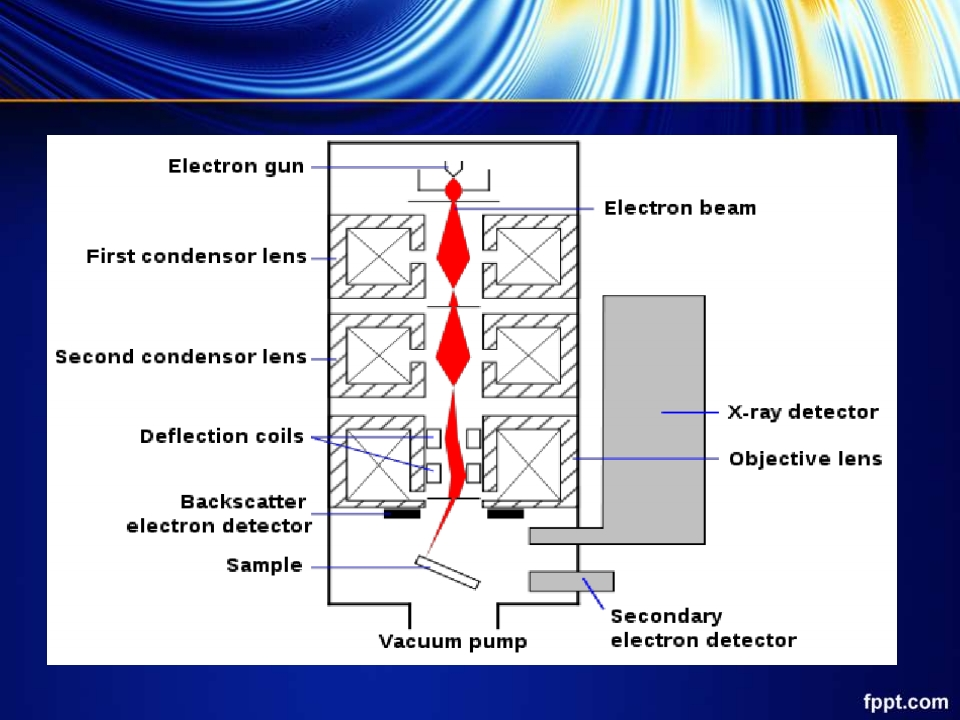 Electron gun
Electron beam
First condensor lens
Second condensor lens
X-ray detector
Deflection coils
Objective lens
Backscatter
electron detector
Sample
Secondary
electron detector
Vacuum pump
fppt.com